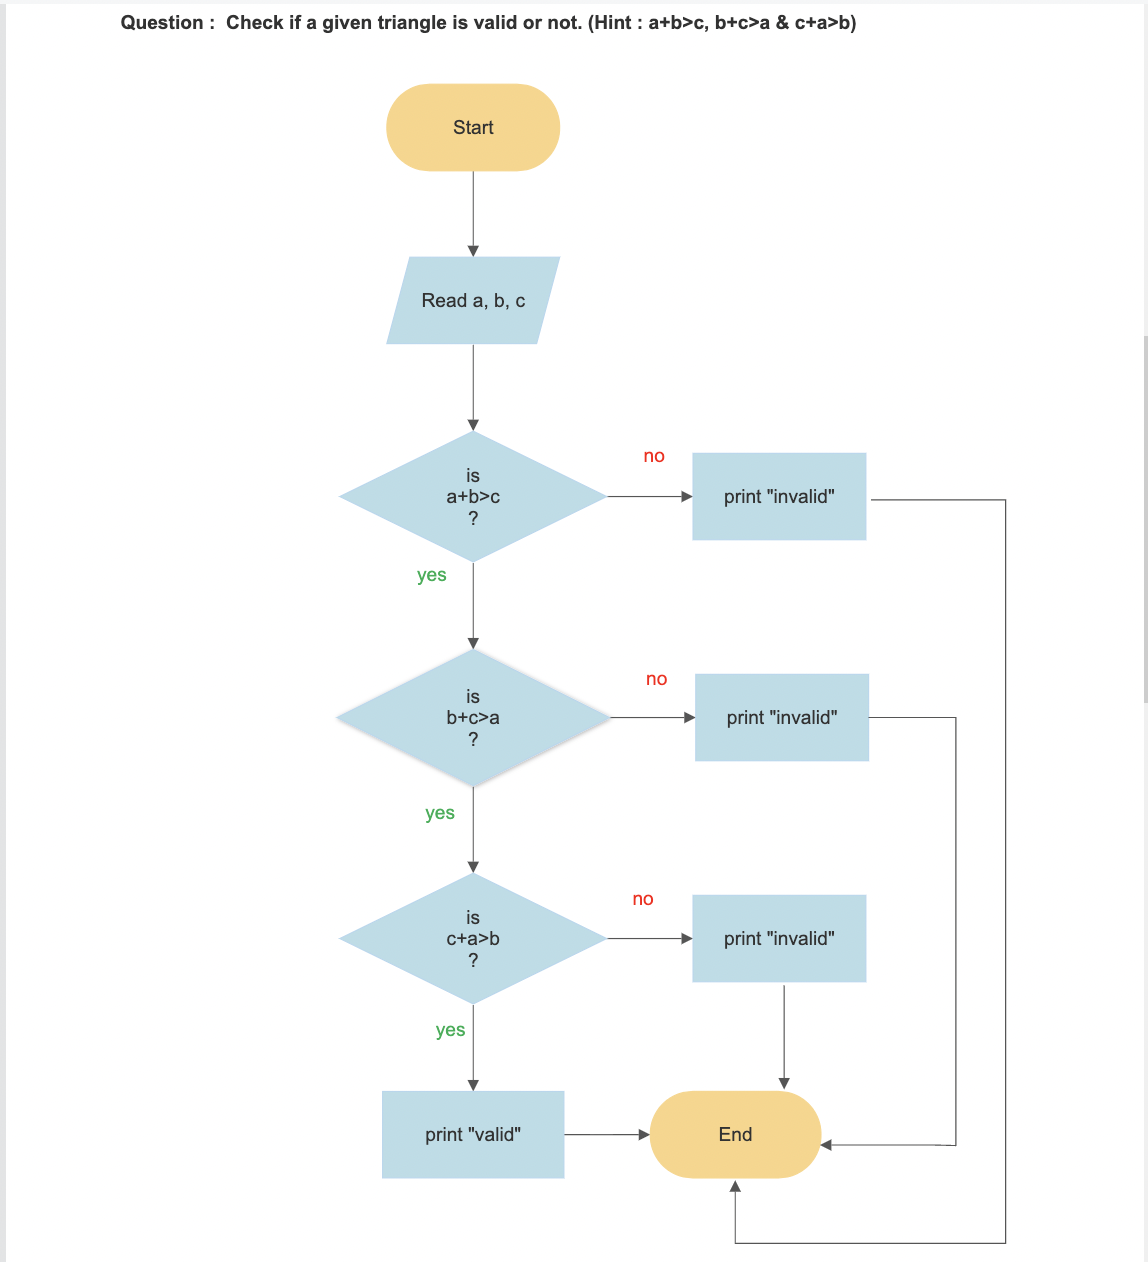 Question :  Check if a given triangle is valid or not. (Hint : a+b>c, b+c>a & c+a>b)
Start
Read a, b, c
is
a+b>c
?
no
print "invalid"
yes
is
b+c>a
?
no
print "invalid"
yes
is
c+a>b
?
no
print "invalid"
yes
print "valid"
End